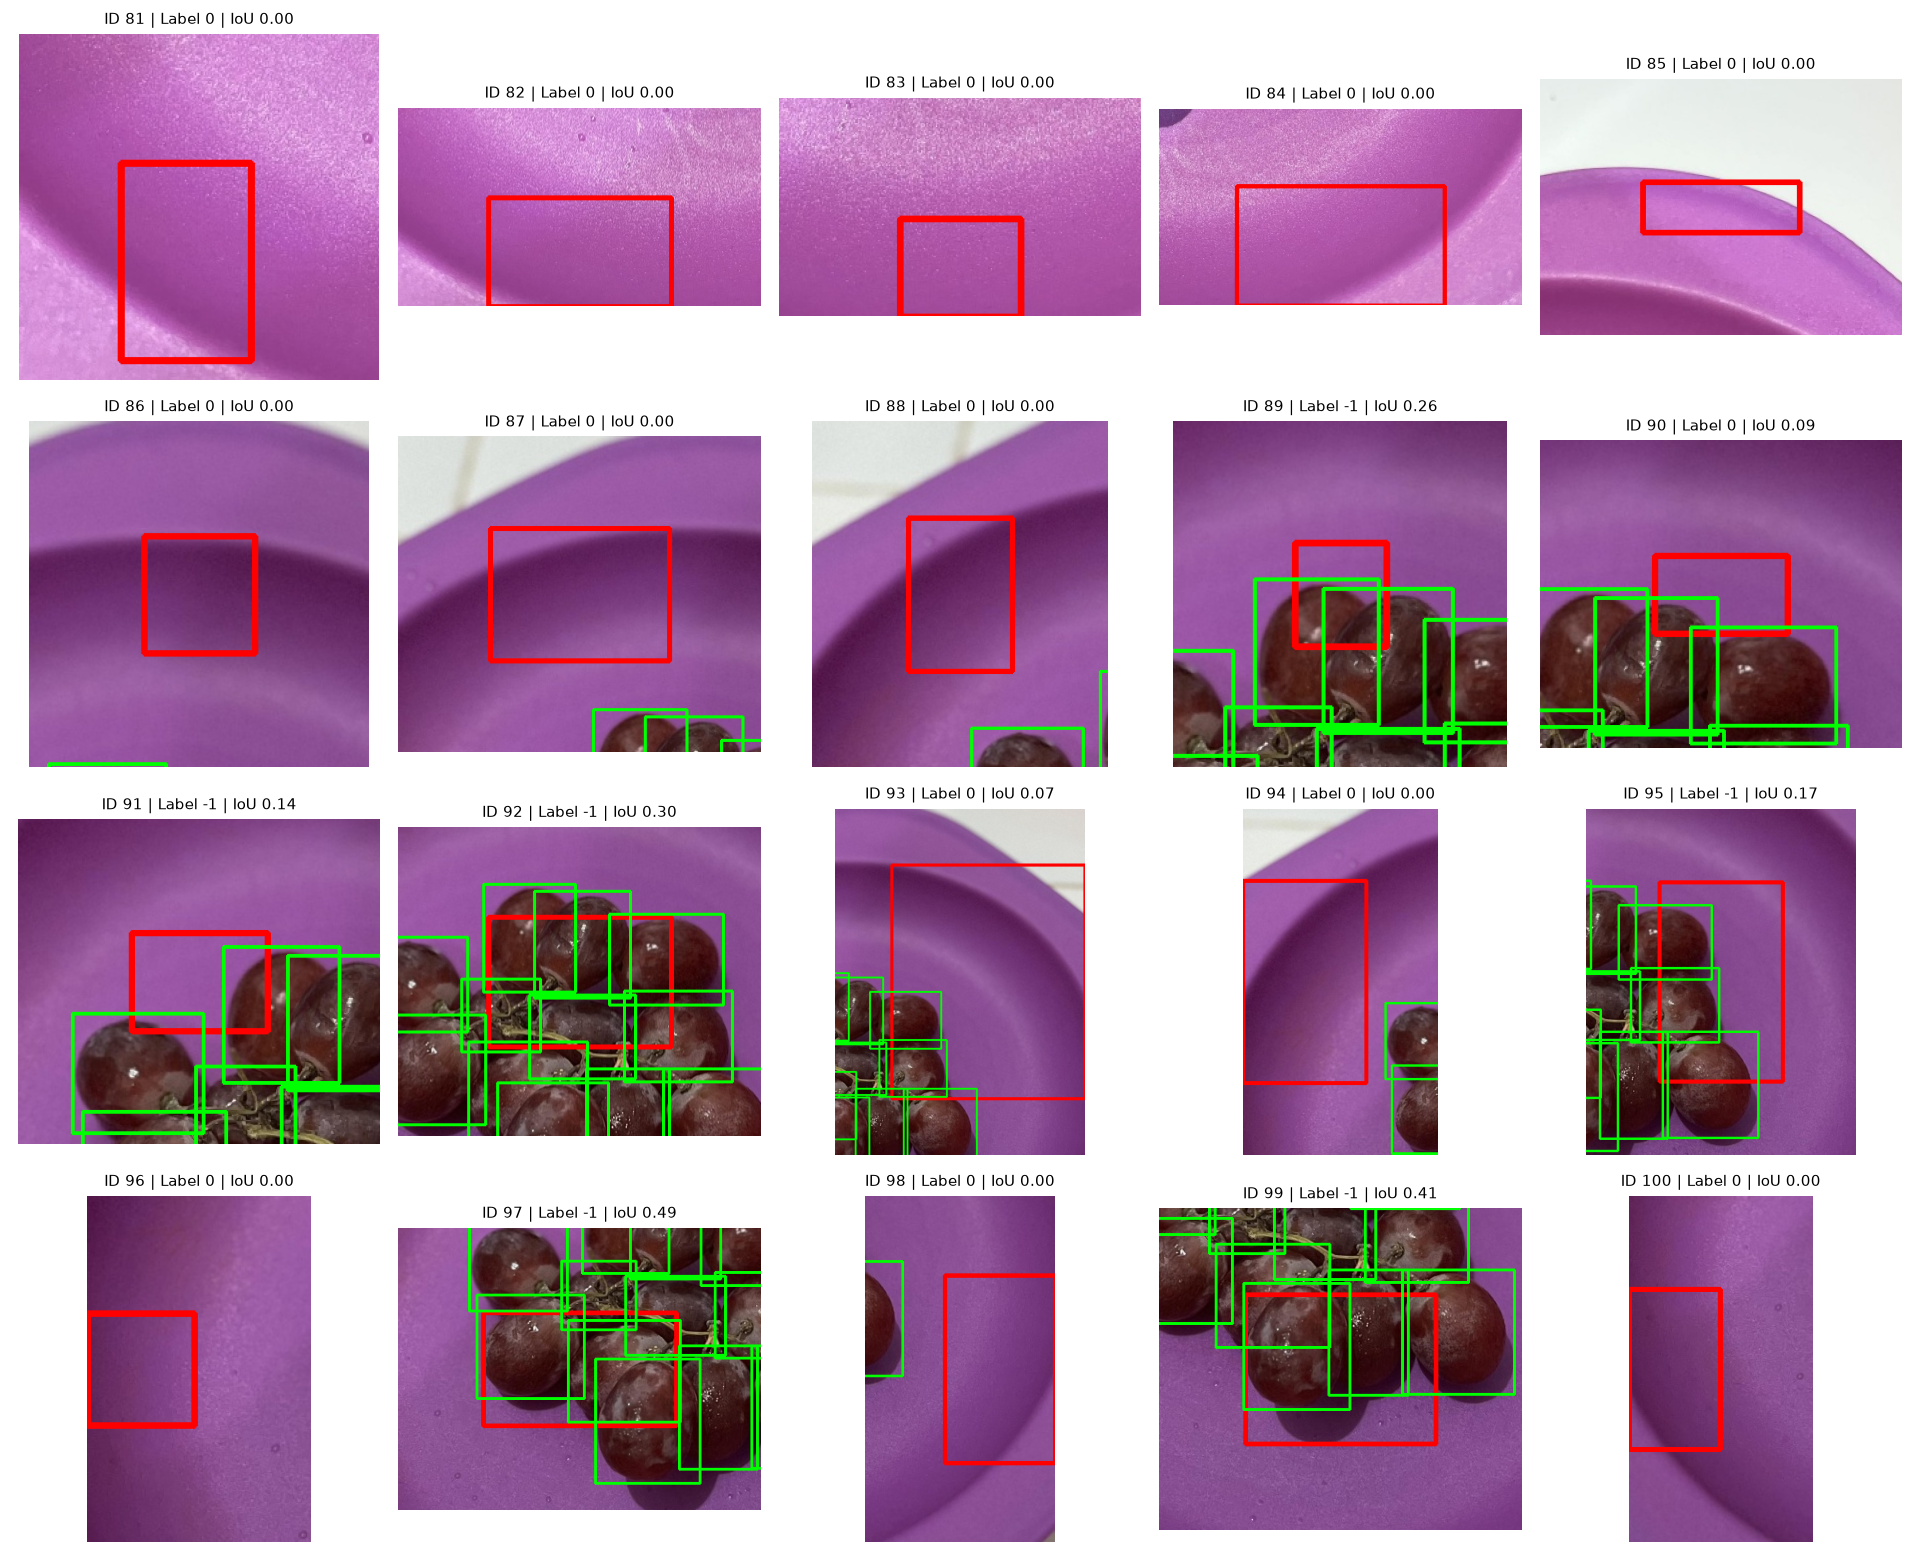 ID 81 | Label 0 | IoU 0.00
ID 82 | Label 0 | IoU 0.00
ID 83 | Label 0 | IoU 0.00
ID 84 | Label 0 | IoU 0.00
ID 85 | Label 0 | IoU 0.00
ID 86 | Label 0 | IoU 0.00
ID 87 | Label 0 | IoU 0.00
ID 88 | Label 0 | IoU 0.00
ID 89 | Label -1 | IoU 0.26
ID 90 | Label 0 | IoU 0.09
ID 91 | Label -1 | IoU 0.14
ID 92 | Label -1 | IoU 0.30
ID 93 | Label 0 | IoU 0.07
ID 94 | Label 0 | IoU 0.00
ID 95 | Label -1 | IoU 0.17
ID 96 | Label 0 | IoU 0.00
ID 97 | Label -1 | IoU 0.49
ID 98 | Label 0 | IoU 0.00
ID 99 | Label -1 | IoU 0.41
ID 100 | Label 0 | IoU 0.00